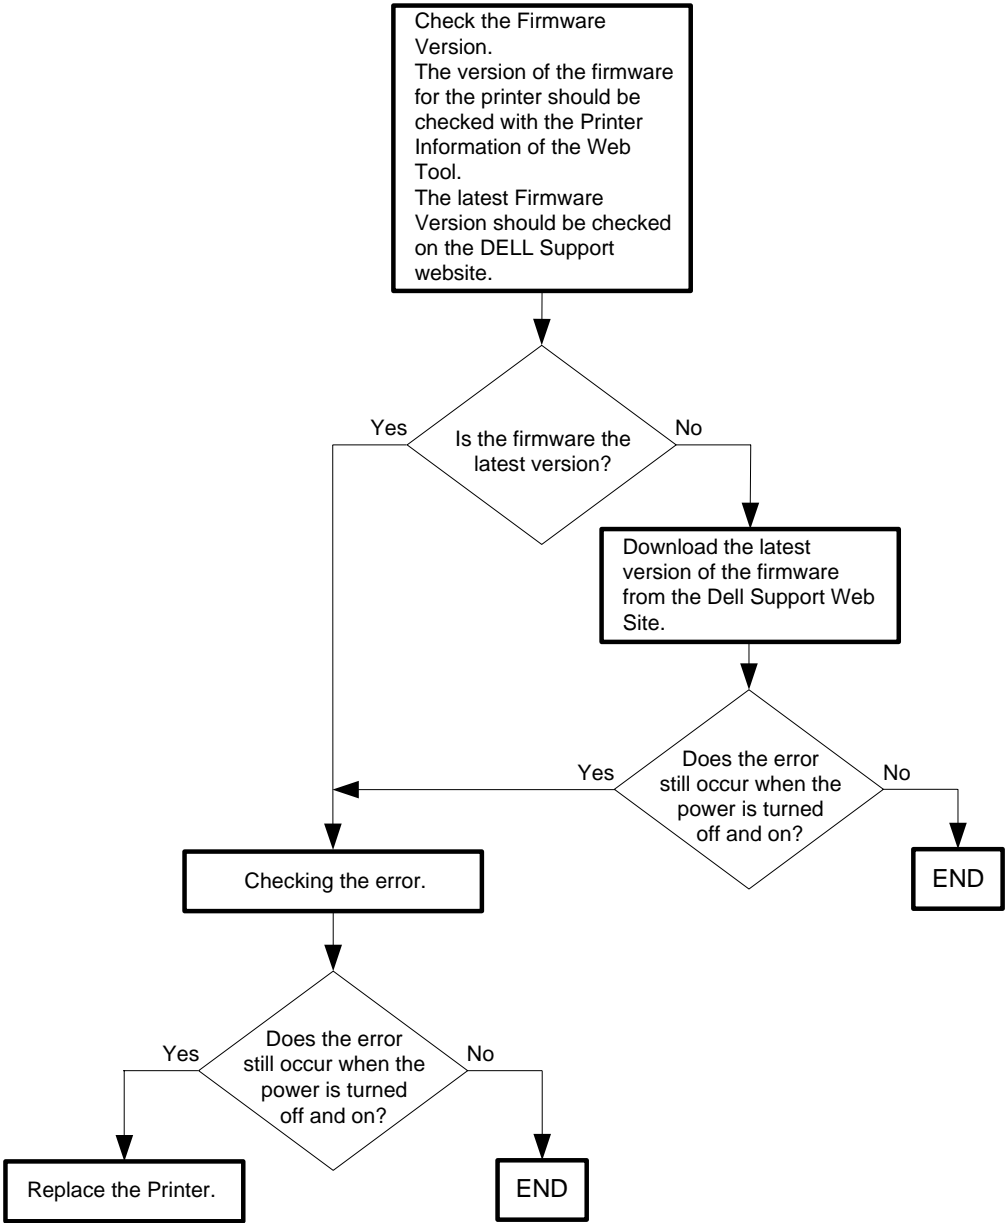 Check the Firmware
Version.
The version of the firmware
for the printer should be
checked with the Printer
Information of the Web
Tool.
The latest Firmware
Version should be checked
on the DELL Support
website.
Yes
No
Is the firmware the
latest version?
Download the latest
version of the firmware
from the Dell Support Web
Site.
Yes
No
Does the error
still occur when the
power is turned
off and on?
END
Checking the error.
Yes
No
Does the error
still occur when the
power is turned
off and on?
Replace the Printer.
END